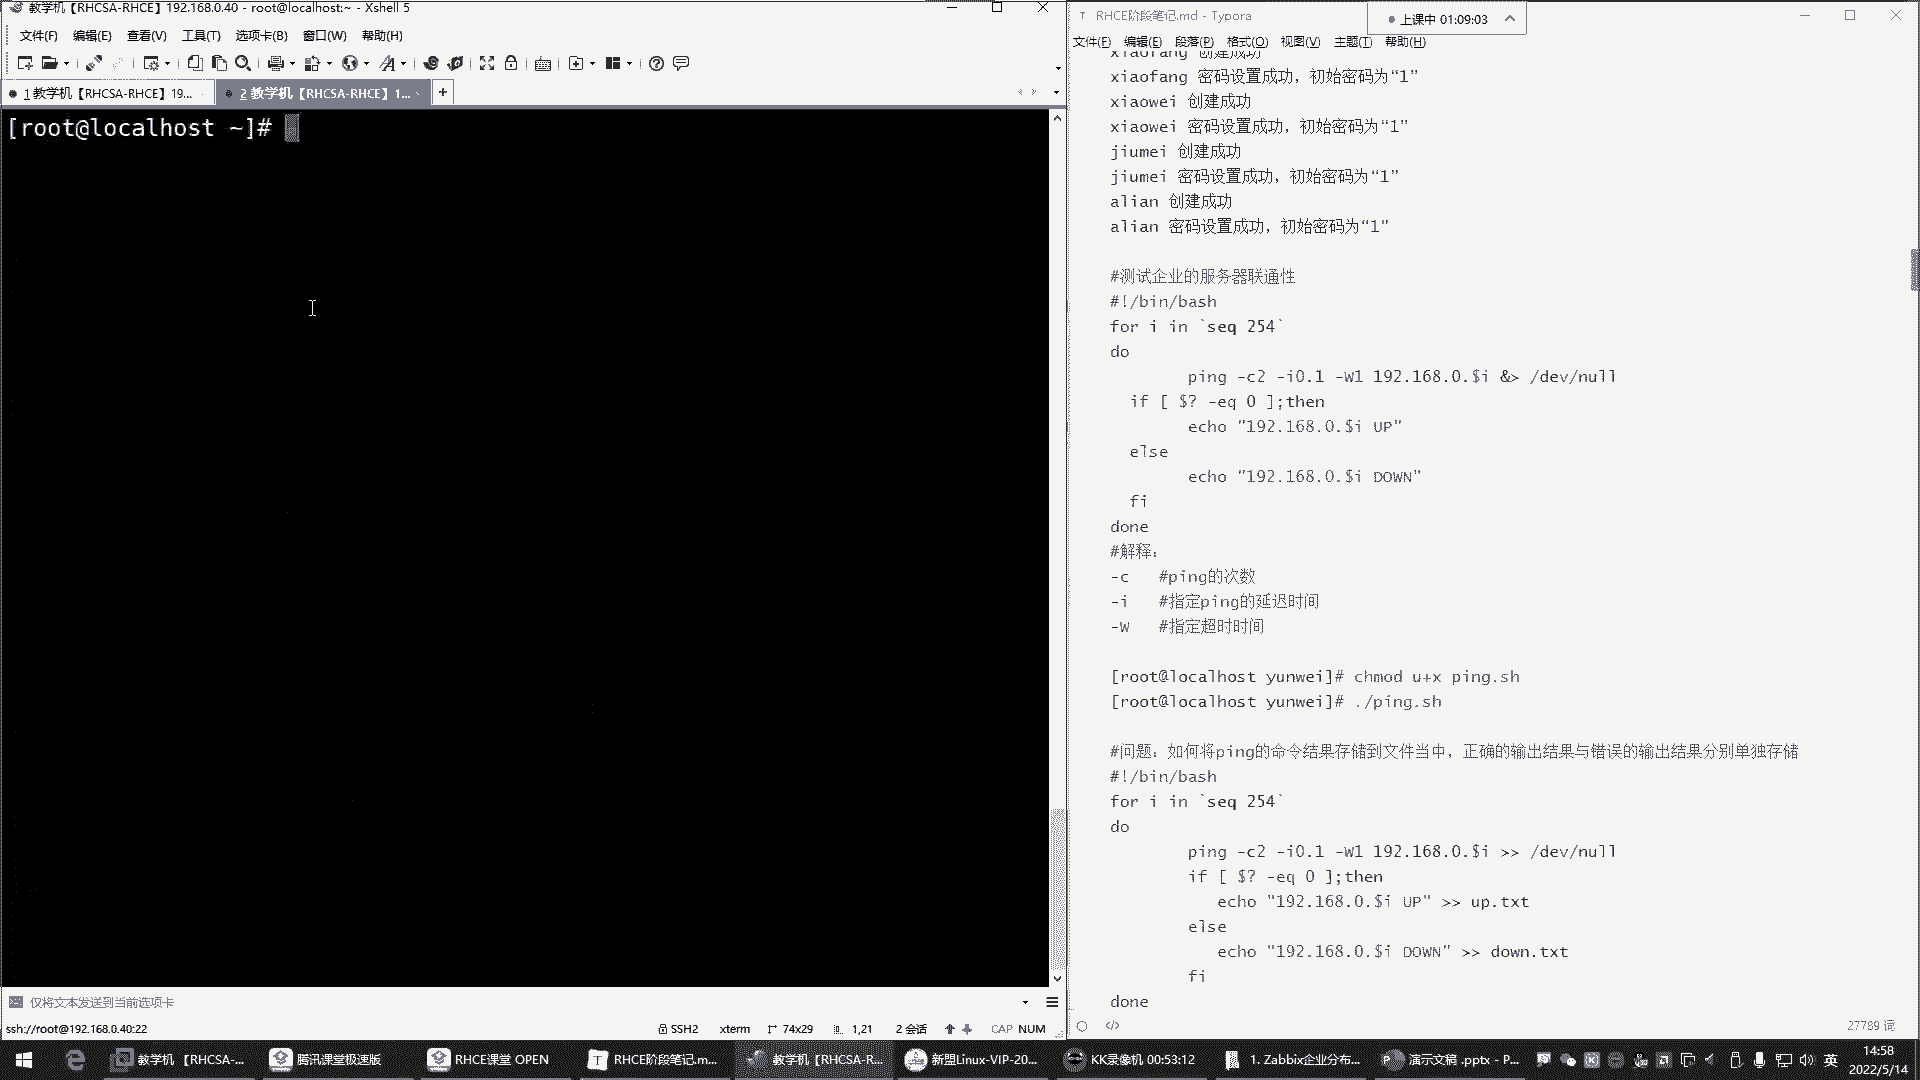 教学机【RHCSA-RHCE】192.168.0.40 - root@localhost:~ - Xshell 5
文件(F) 编辑(E) 查看(V) 工具(T) 选项卡(B) 窗口(W) 帮助(H)
1 教学机【RHCSA-RHCE】19...
2 教学机【RHCSA-RHCE】1...
[root@localhost ~]#
仅将文本发送到当前选项卡
ssh://root@192.168.0.40:22
SSH2 xterm 74x29 1,21 2 会话 CAP NUM
RHCE阶段笔记.md - Typora
上课中 01:09:03
文件(F) 编辑(E) 段落(P) 格式(O) 视图(V) 主题(T) 帮助(H)
xiaofang 创建成功
xiaofang 密码设置成功，初始密码为“1”
xiaowei 创建成功
xiaowei 密码设置成功，初始密码为“1”
jiumei 创建成功
jiumei 密码设置成功，初始密码为“1”
alian 创建成功
alian 密码设置成功，初始密码为“1”
#测试企业的服务器联通性
#!/bin/bash
for i in `seq 254`
do
ping -c2 -i0.1 -W1 192.168.0.$i &> /dev/null
if [ $? -eq 0 ];then
echo "192.168.0.$i UP"
else
echo "192.168.0.$i DOWN"
fi
done
#解释：
-c #ping的次数
-i #指定ping的延迟时间
-W #指定超时时间
[root@localhost yunwei]# chmod u+x ping.sh
[root@localhost yunwei]# ./ping.sh
#问题：如何将ping的命令结果存储到文件当中，正确的输出结果与错误的输出结果分别单独存储
#!/bin/bash
for i in `seq 254`
do
ping -c2 -i0.1 -W1 192.168.0.$i >> /dev/null
if [ $? -eq 0 ];then
echo "192.168.0.$i UP" >> up.txt
else
echo "192.168.0.$i DOWN" >> down.txt
fi
done
27789 词
教学机 【RHCSA-...
腾讯课堂极速版
RHCE课堂 OPEN
RHCE阶段笔记.m...
教学机【RHCSA-R...
新盟Linux-VIP-20...
KK录像机 00:53:12
1. Zabbix企业分布...
演示文稿 .pptx - P...
英
14:58
2022/5/14